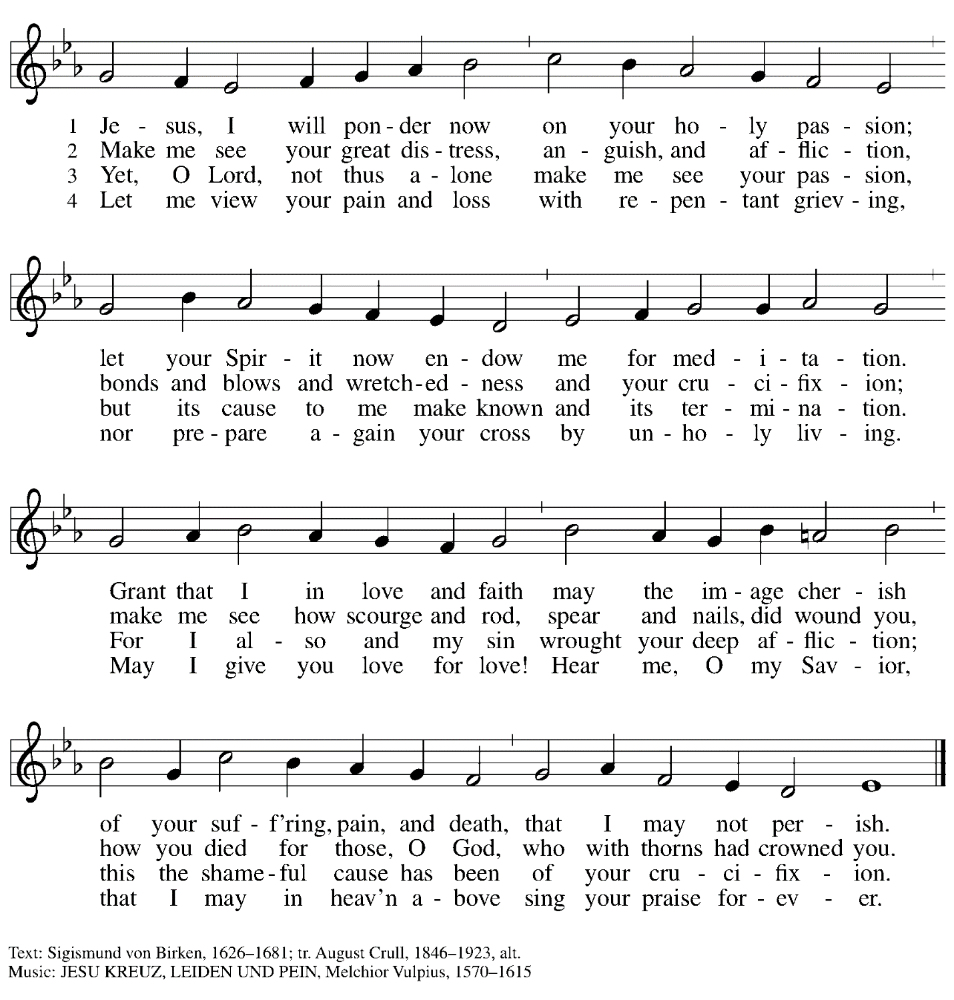 1 Je - sus, I will pon - der now on your ho - ly pas - sion;
2 Make me see your great dis - tress, an - guish, and af - flic - tion,
3 Yet, O Lord, not thus a - lone make me see your pas - sion,
4 Let me view your pain and loss with re - pen - tant griev - ing,
let your Spir - it now en - dow me for med - i - ta - tion.
bonds and blows and wretch - ed - ness and your cru - ci - fix - ion;
but its cause to me make known and its ter - mi - na - tion.
nor pre - pare a - gain your cross by un - ho - ly liv - ing.
Grant that I in love and faith may the im - age cher - ish
make me see how scourge and rod, spear and nails, did wound you,
For I al - so and my sin wrought your deep af - flic - tion;
May I give you love for love! Hear me, O my Sav - ior,
of your suf - f'ring, pain, and death, that I may not per - ish.
how you died for those, O God, who with thorns had crowned you.
this the shame - ful cause has been of your cru - ci - fix - ion.
that I may in heav'n a - bove sing your praise for - ev - er.
Text: Sigismund von Birken, 1626–1681; tr. August Crull, 1846–1923, alt.
Music: JESU KREUZ, LEIDEN UND PEIN, Melchior Vulpius, 1570–1615